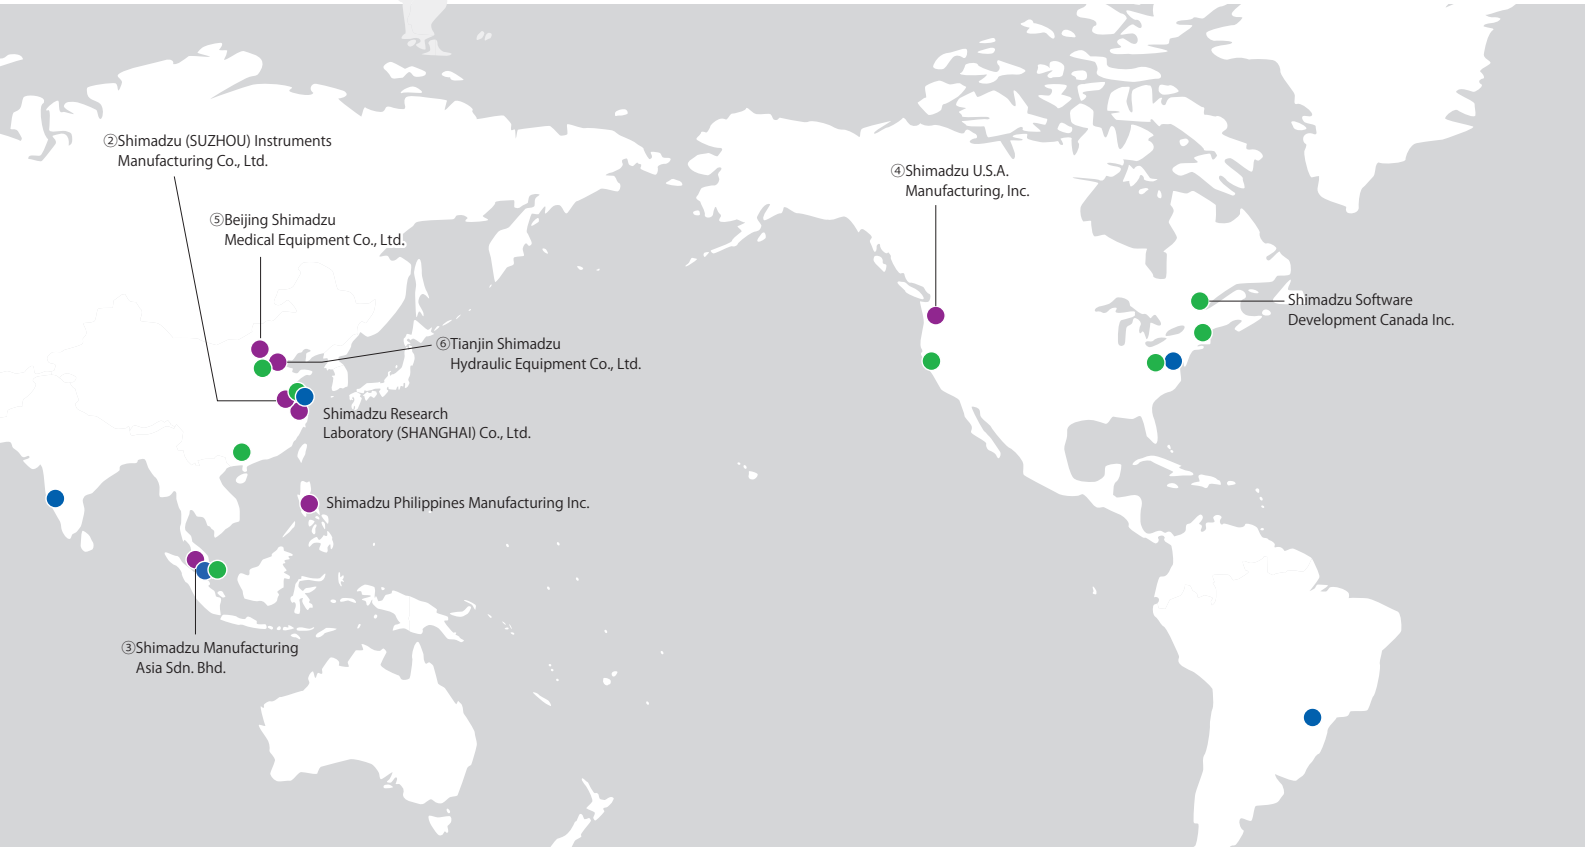 ②Shimadzu (SUZHOU) Instruments
Manufacturing Co., Ltd.
⑤Beijing Shimadzu
Medical Equipment Co., Ltd.
④Shimadzu U.S.A.
Manufacturing, Inc.
Shimadzu Software
Development Canada Inc.
⑥Tianjin Shimadzu
Hydraulic Equipment Co., Ltd.
Shimadzu Research
Laboratory (SHANGHAI) Co., Ltd.
Shimadzu Philippines Manufacturing Inc.
③Shimadzu Manufacturing
Asia Sdn. Bhd.